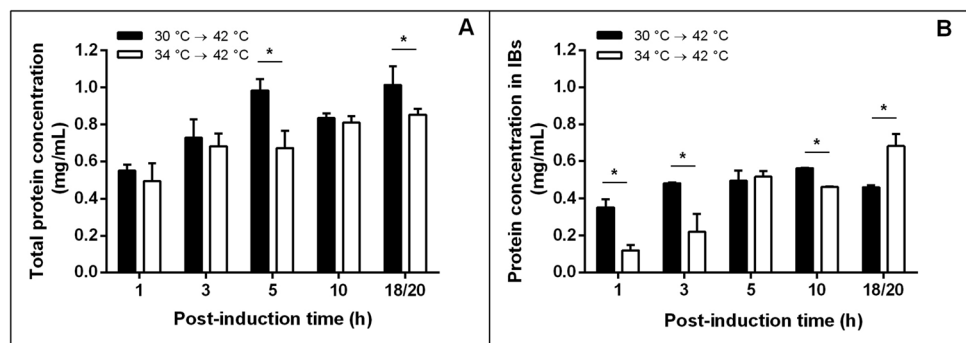 A
30 °C → 42 °C
34 °C → 42 °C
Total protein concentration
(mg/mL)
1.2
1.0
0.8
0.6
0.4
0.2
0.0
*
*
1 3 5 10 18/20
Post-induction time (h)
B
30 °C → 42 °C
34 °C → 42 °C
Protein concentration in IBs
(mg/mL)
1.2
1.0
0.8
0.6
0.4
0.2
0.0
*
*
*
*
1 3 5 10 18/20
Post-induction time (h)